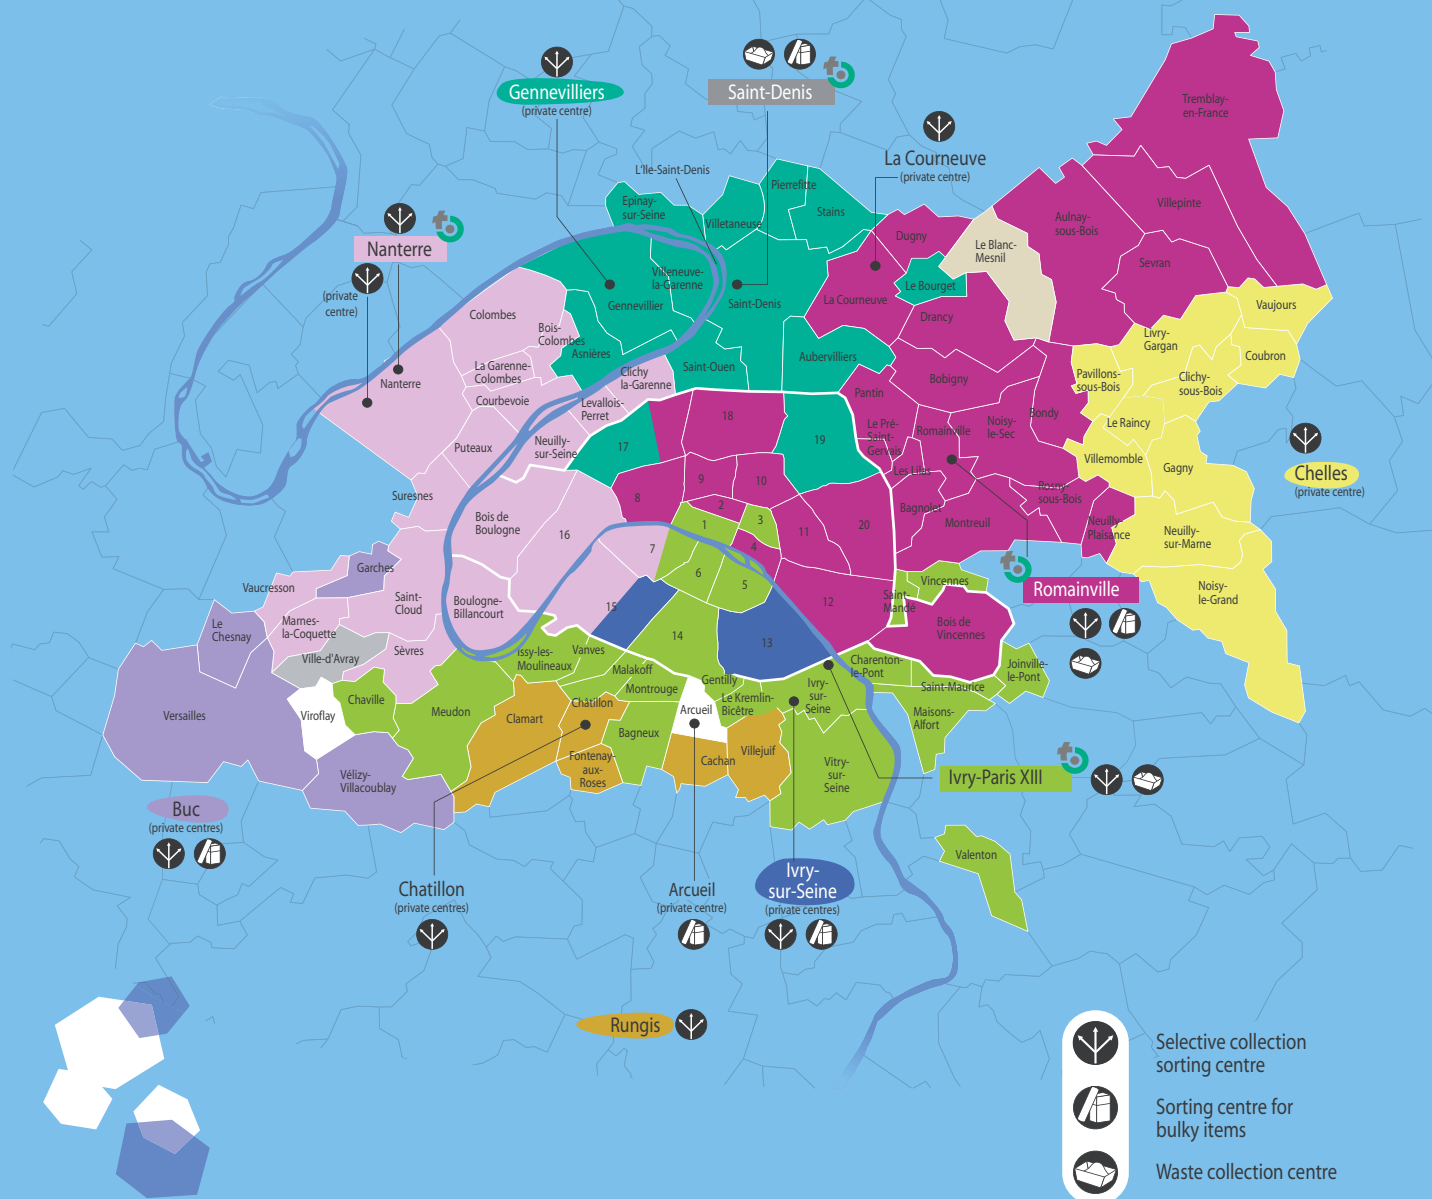 Gennevilliers
(private centre)
Saint-Denis
La Courneuve
(private centre)
Nanterre
(private
centre)
L'Ile-Saint-Denis
Epinay-
sur-Seine
Villetaneuse
Pierrefitte
Stains
Dugny
Le Blanc-
Mesnil
Aulnay-
sous-Bois
Tremblay-
en-France
Villepinte
Sevran
Vaujours
Livry-
Gargan
Coubron
Clichy-
sous-Bois
Pavillons-
sous-Bois
Le Raincy
Villemomble
Gagny
Neuilly-
sur-Marne
Noisy-
le-Grand
Chelles
(private centre)
Villeneuve-
la-Garenne
Gennevillier
Saint-Denis
La Courneuve
Le Bourget
Drancy
Colombes
Bois-
Colombes
Asnières
La Garenne-
Colombes
Nanterre
Courbevoie
Clichy
la-Garenne
Levallois-
Perret
Saint-Ouen
Aubervilliers
Pantin
Bobigny
Bondy
Le Pré-
Saint-
Gervais
Romainville
Noisy-
le-Sec
Les Lilas
Rosny-
sous-Bois
Bagnolet
Montreuil
Neuilly-
Plaisance
Puteaux
Neuilly-
sur-Seine
Suresnes
Bois de
Boulogne
17
18
19
8
9
10
2
1
3
11
20
16
7
4
6
5
12
15
14
13
Vincennes
Saint-
Mandé
Bois de
Vincennes
Romainville
Garches
Vaucresson
Saint-
Cloud
Boulogne-
Billancourt
Le
Chesnay
Marnes-
la-Coquette
Ville-d'Avray
Sèvres
Issy-les-
Moulineaux
Vanves
Malakoff
Montrouge
Gentilly
Le Kremlin-
Bicêtre
Ivry-
sur-
Seine
Charenton-
le-Pont
Saint-Maurice
Joinville-
le-Pont
Maisons-
Alfort
Versailles
Viroflay
Chaville
Meudon
Clamart
Châtillon
Bagneux
Arcueil
Fontenay-
aux-
Roses
Cachan
Villejuif
Vitry-
sur-
Seine
Vélizy-
Villacoublay
Ivry-Paris XIII
Valenton
Buc
(private centres)
Chatillon
(private centres)
Arcueil
(private centre)
Ivry-
sur-Seine
(private centres)
Rungis
Selective collection
sorting centre
Sorting centre for
bulky items
Waste collection centre